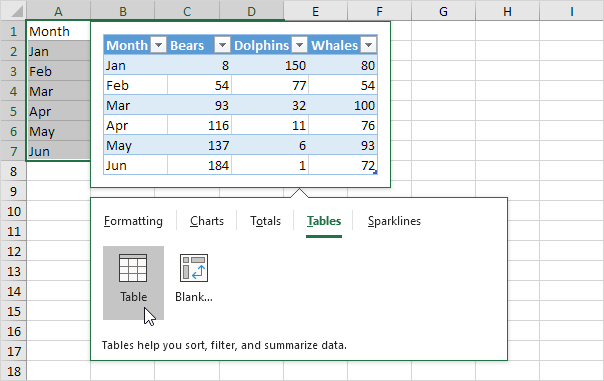 A B C D E F G H I
1 Month
Month Bears Dolphins Whales
2 Jan
Jan 8 150 80
3 Feb
Feb 54 77 54
4 Mar
Mar 93 32 100
5 Apr
Apr 116 11 76
6 May
May 137 6 93
7 Jun
Jun 184 1 72
8
9
10
Formatting Charts Totals Tables Sparklines
11
12
13
14
Table Blank...
15
16
17
Tables help you sort, filter, and summarize data.
18